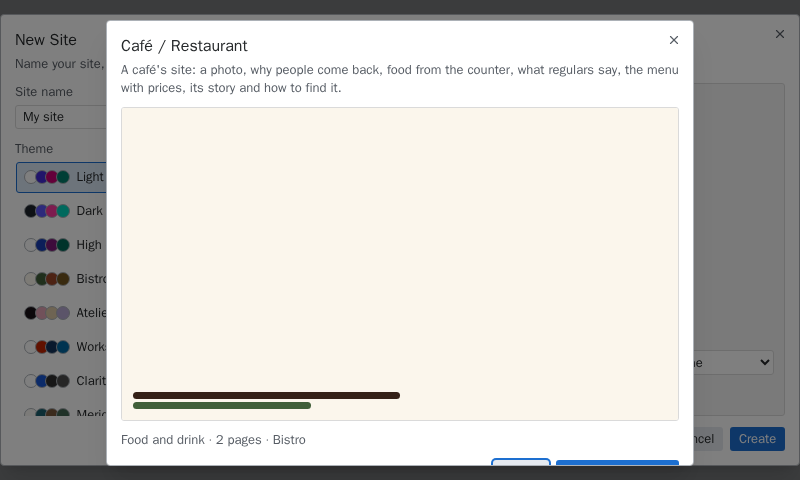 New Site
Name your site,
Site name
My site
Theme
Light
Dark
High
Bistro
Atelie
Work
Clarit
Café / Restaurant
A café's site: a photo, why people come back, food from the counter, what regulars say, the menu
with prices, its story and how to find it.
Food and drink · 2 pages · Bistro
Create